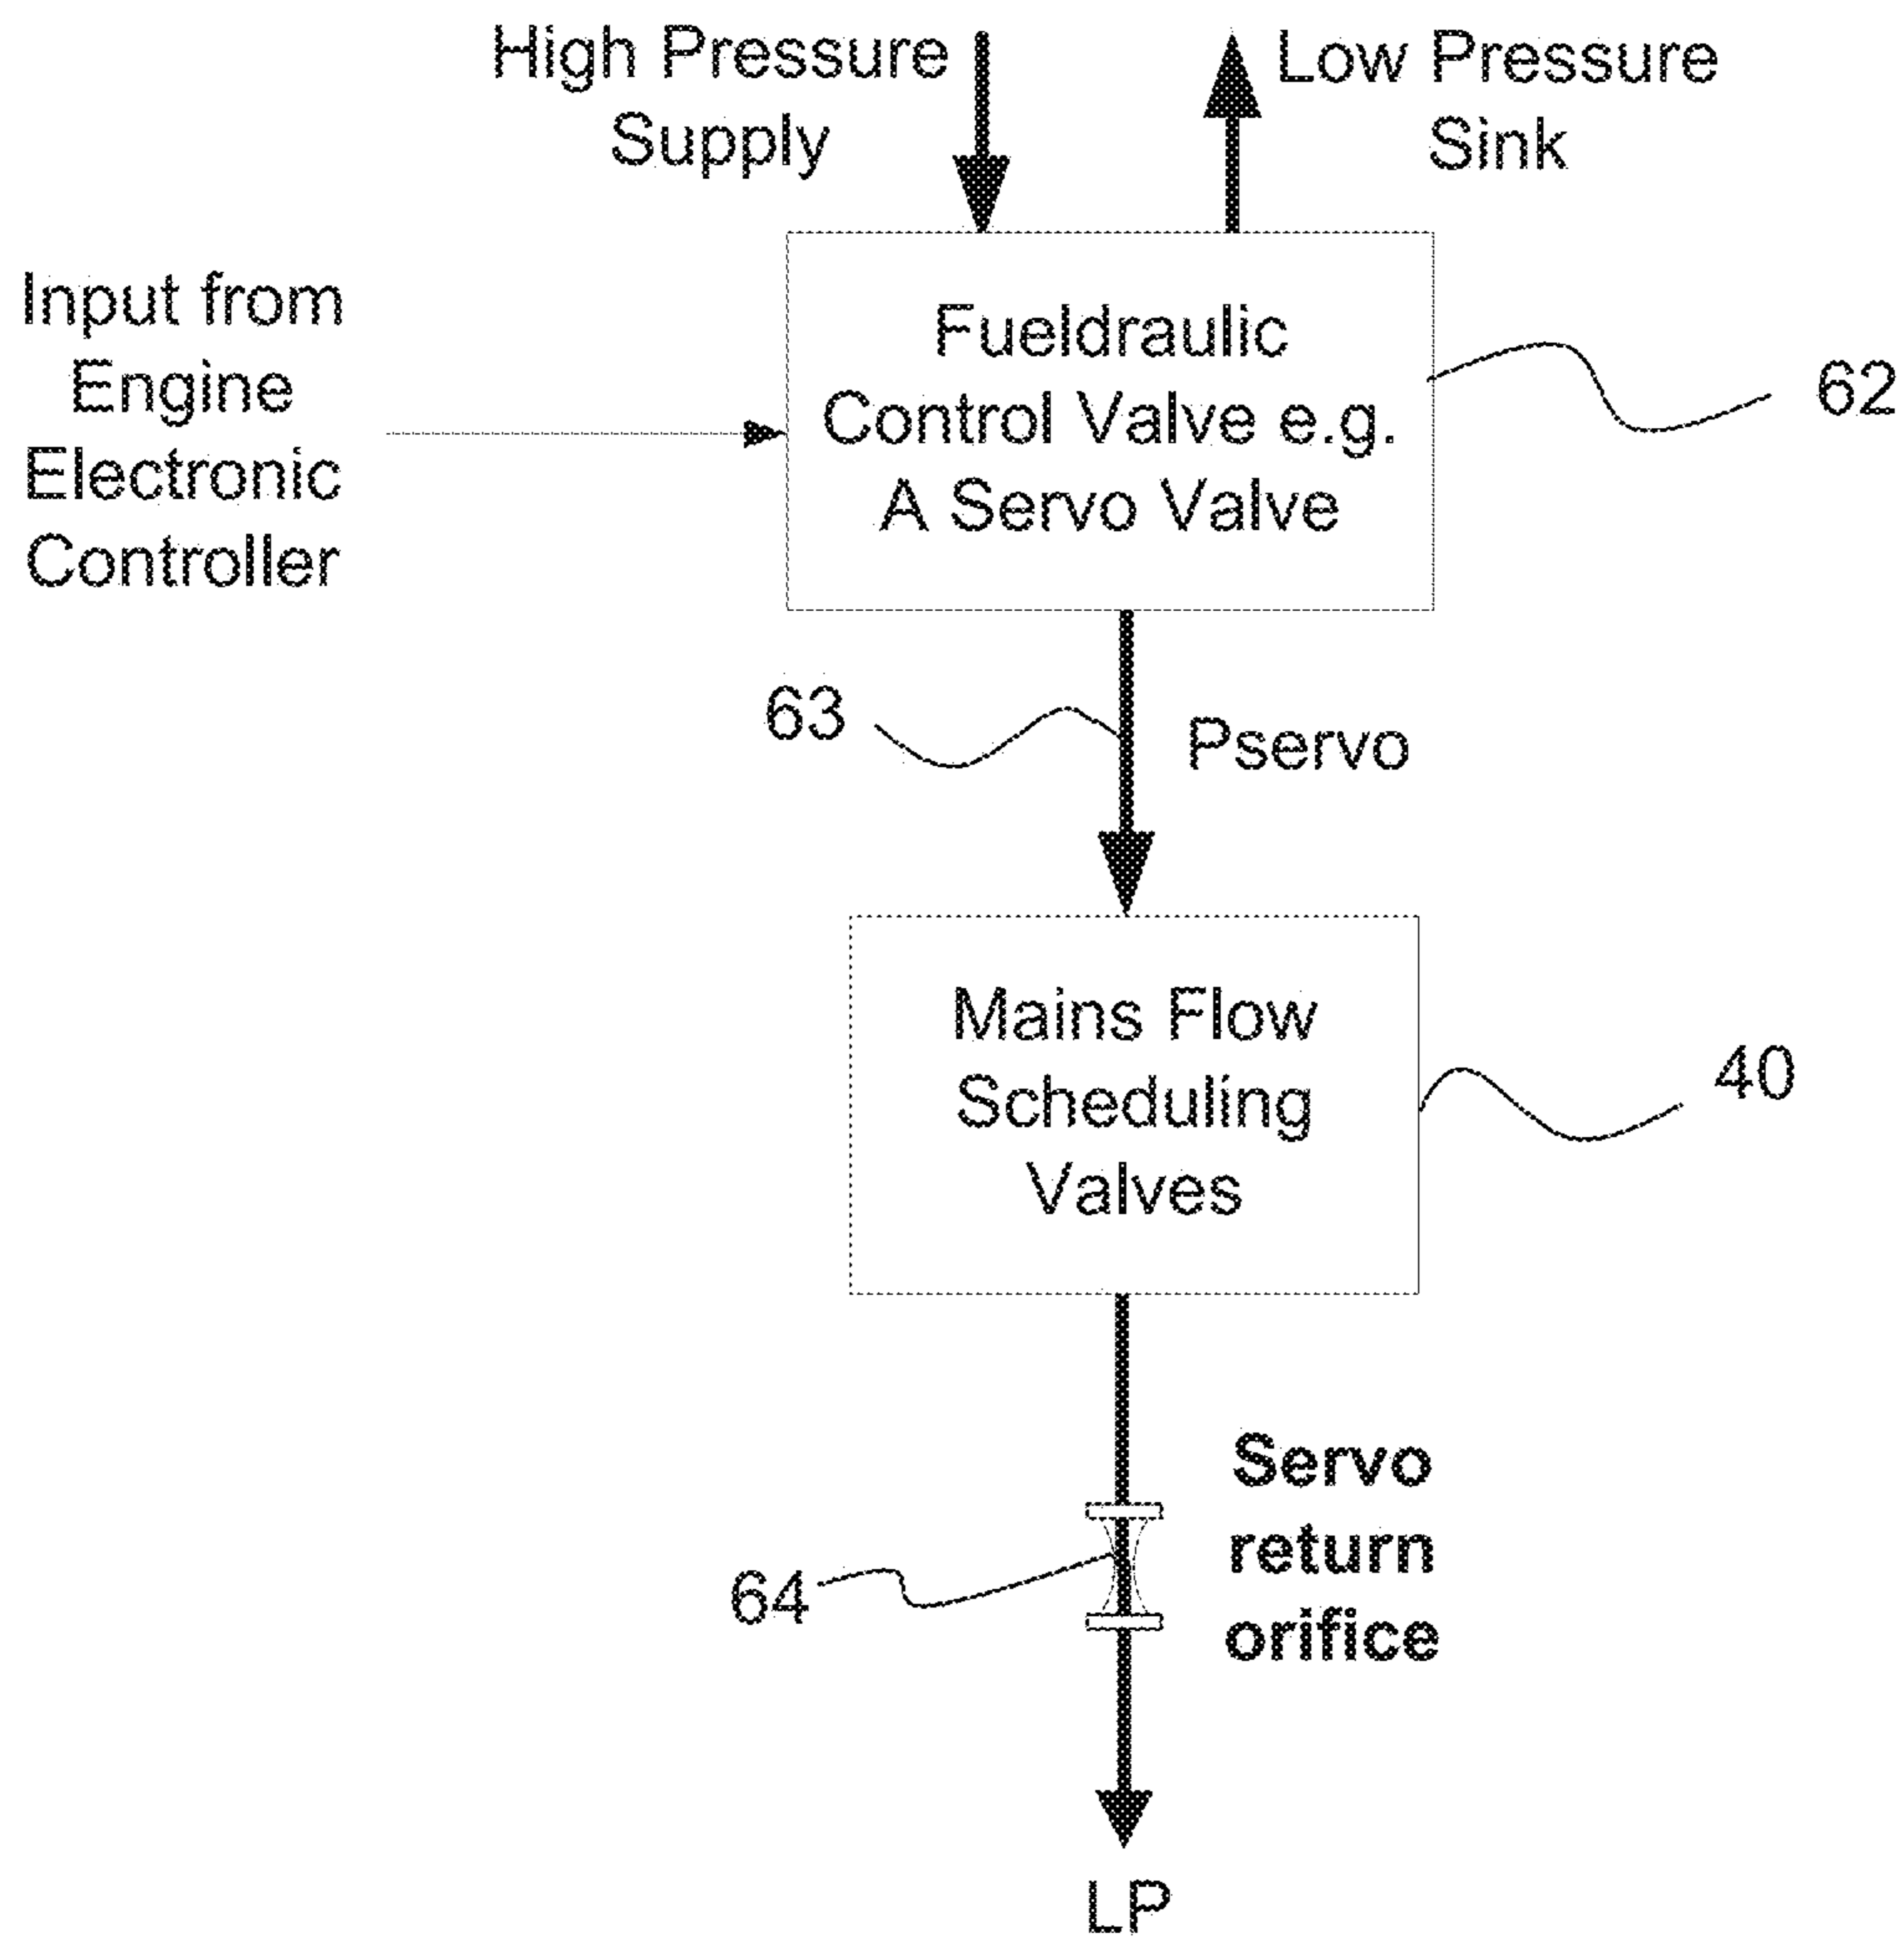 High Pressure
Supply
Low Pressure
Sink
Input from
Engine
Electronic
Controller
Fueldraulic
Control Valve e.g.
A Servo Valve
62
63
Pservo
Mains Flow
Scheduling
Valves
40
Servo
return
orifice
64
LP